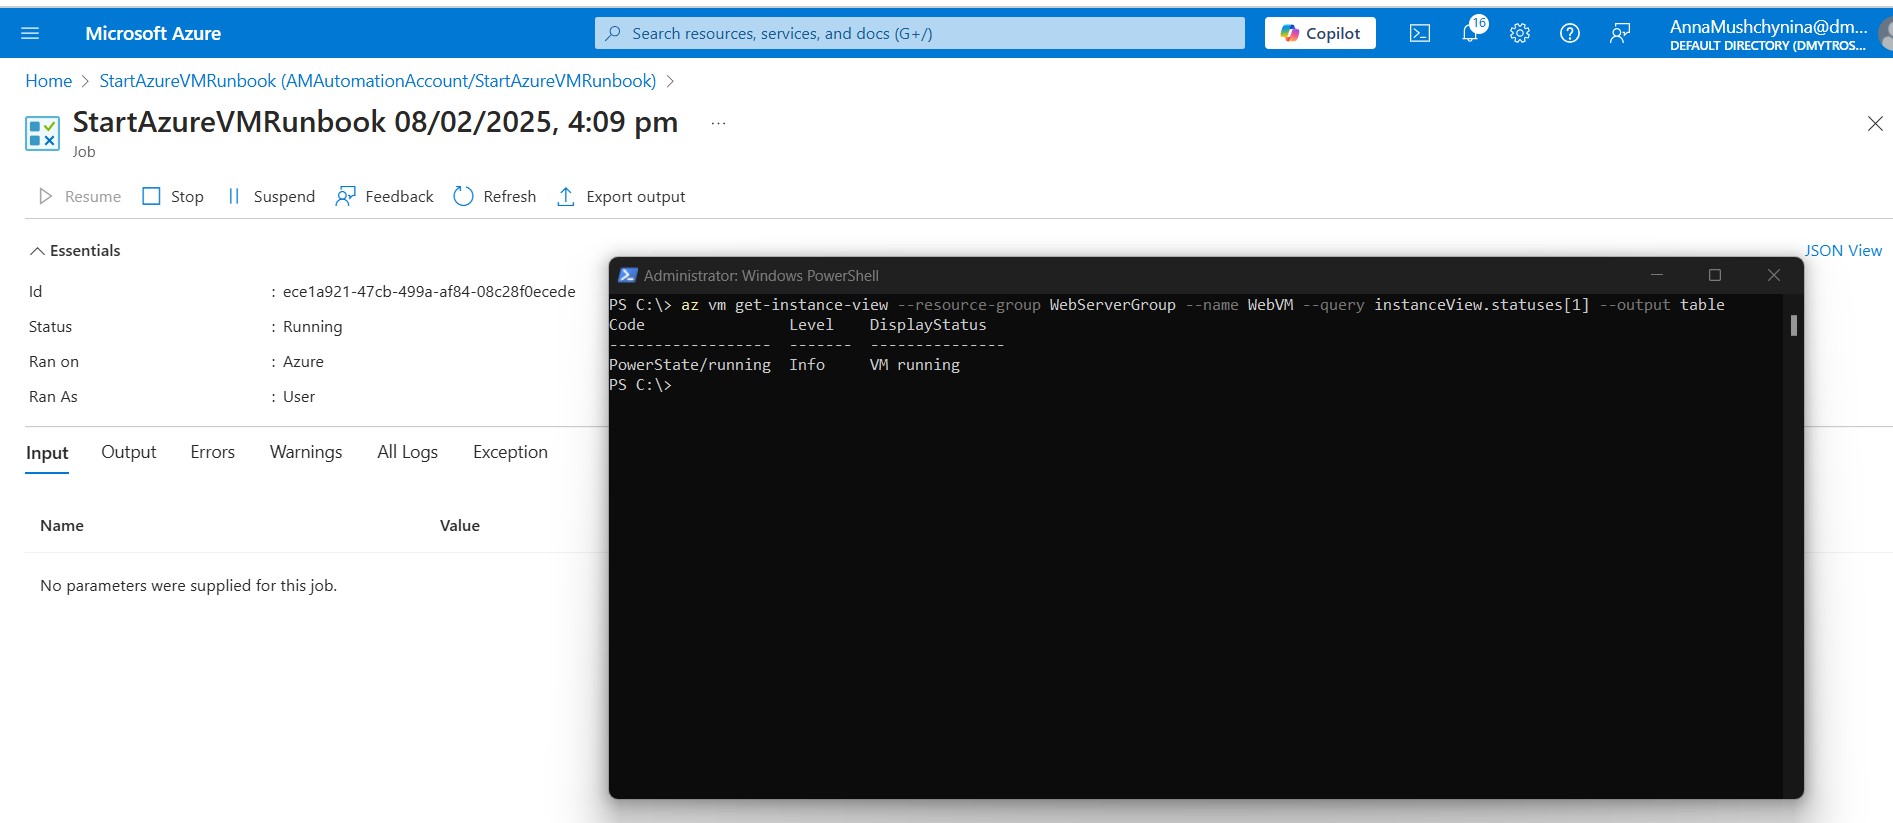 Microsoft Azure
Search resources, services, and docs (G+/)
Copilot
16
AnnaMushchynina@dm...
DEFAULT DIRECTORY (DMYTROS...
Home > StartAzureVMRunbook (AMAutomationAccount/StartAzureVMRunbook) >
StartAzureVMRunbook 08/02/2025, 4:09 pm ...
Job
Resume Stop Suspend Feedback Refresh Export output
Essentials
JSON View
Id : ece1a921-47cb-499a-af84-08c28f0ecede
Status : Running
Ran on : Azure
Ran As : User
Input Output Errors Warnings All Logs Exception
Name Value
No parameters were supplied for this job.
Administrator: Windows PowerShell
PS C:\> az vm get-instance-view --resource-group WebServerGroup --name WebVM --query instanceView.statuses[1] --output table
Code Level DisplayStatus
------------------ ------- ---------------
PowerState/running Info VM running
PS C:\>